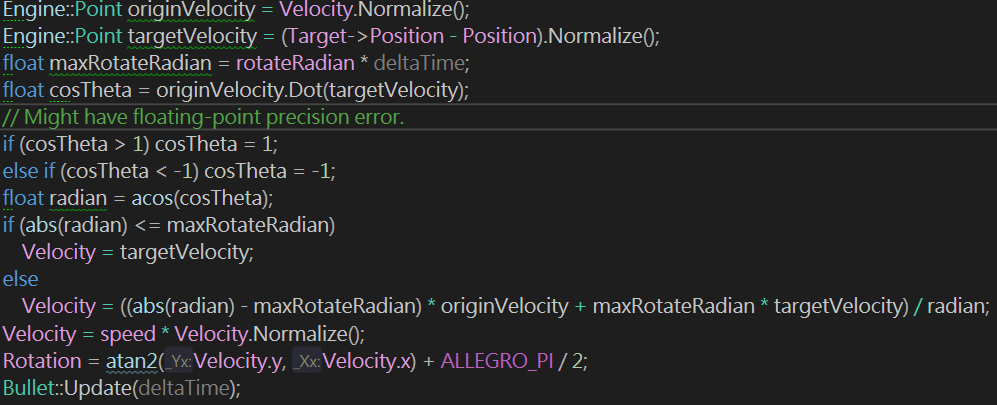 Engine::Point originVelocity = Velocity.Normalize();
Engine::Point targetVelocity = (Target->Position - Position).Normalize();
float maxRotateRadian = rotateRadian * deltaTime;
float cosTheta = originVelocity.Dot(targetVelocity);
// Might have floating-point precision error.
if (cosTheta > 1) cosTheta = 1;
else if (cosTheta < -1) cosTheta = -1;
float radian = acos(cosTheta);
if (abs(radian) <= maxRotateRadian)
Velocity = targetVelocity;
else
Velocity = ((abs(radian) - maxRotateRadian) * originVelocity + maxRotateRadian * targetVelocity) / radian;
Velocity = speed * Velocity.Normalize();
Rotation = atan2(_Yx:Velocity.y, _Xx:Velocity.x) + ALLEGRO_PI / 2;
Bullet::Update(deltaTime);